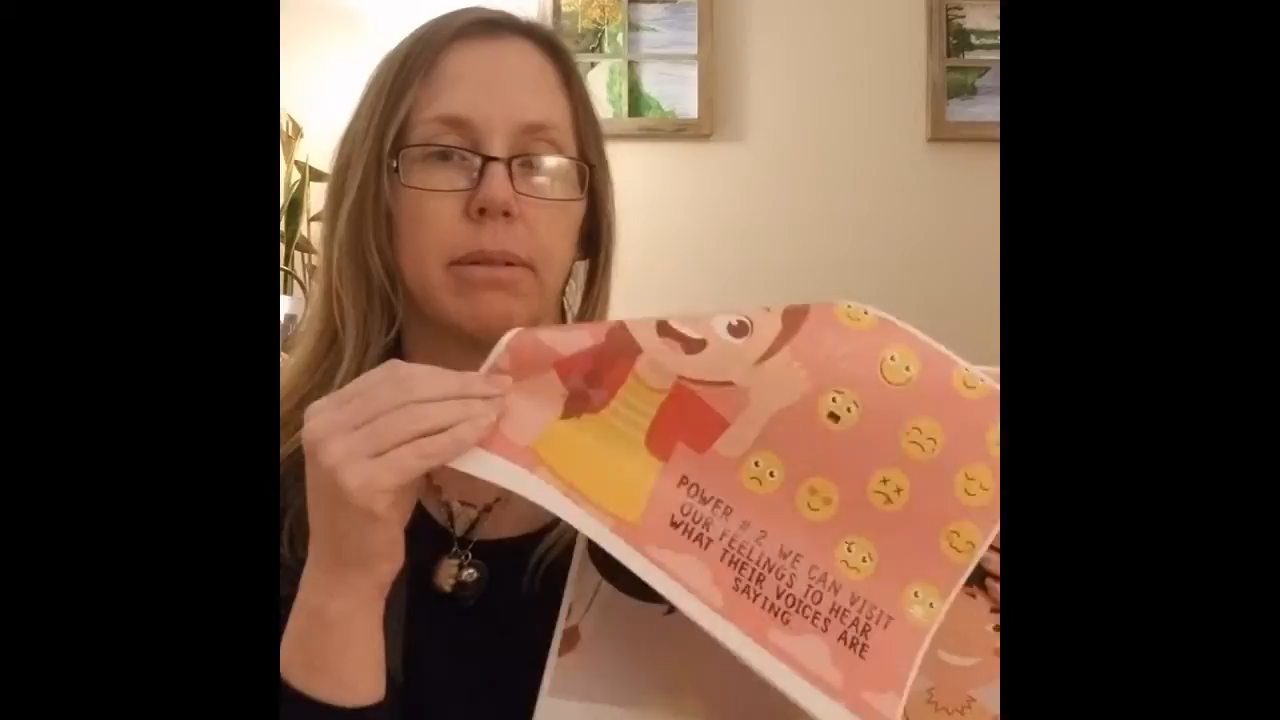 POWER # 2 WE CAN VISIT
OUR FEELINGS TO HEAR
WHAT THEIR VOICES ARE
SAYING.